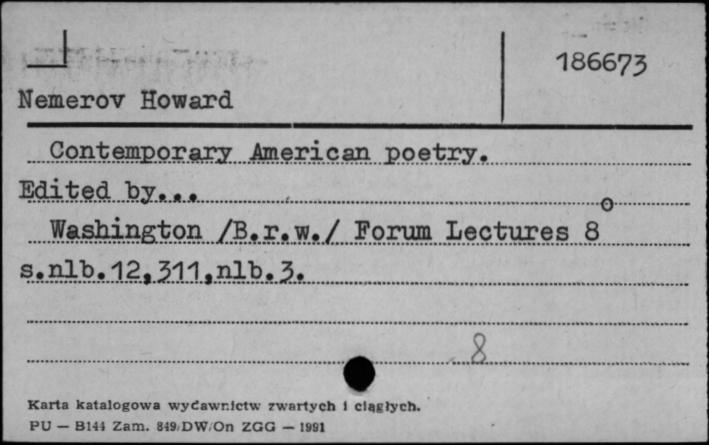 186673
Nemerov Howard
Contemporary American poetry.
Edited by...
Washington /B.r.w./ Forum Lectures 8°
s.nlb.12,311,nlb.3.
8
Karta katalogowa wydawnictw zwartych i ciągłych.
PU — B144 Zam. 849/DW/On ZGG — 1991